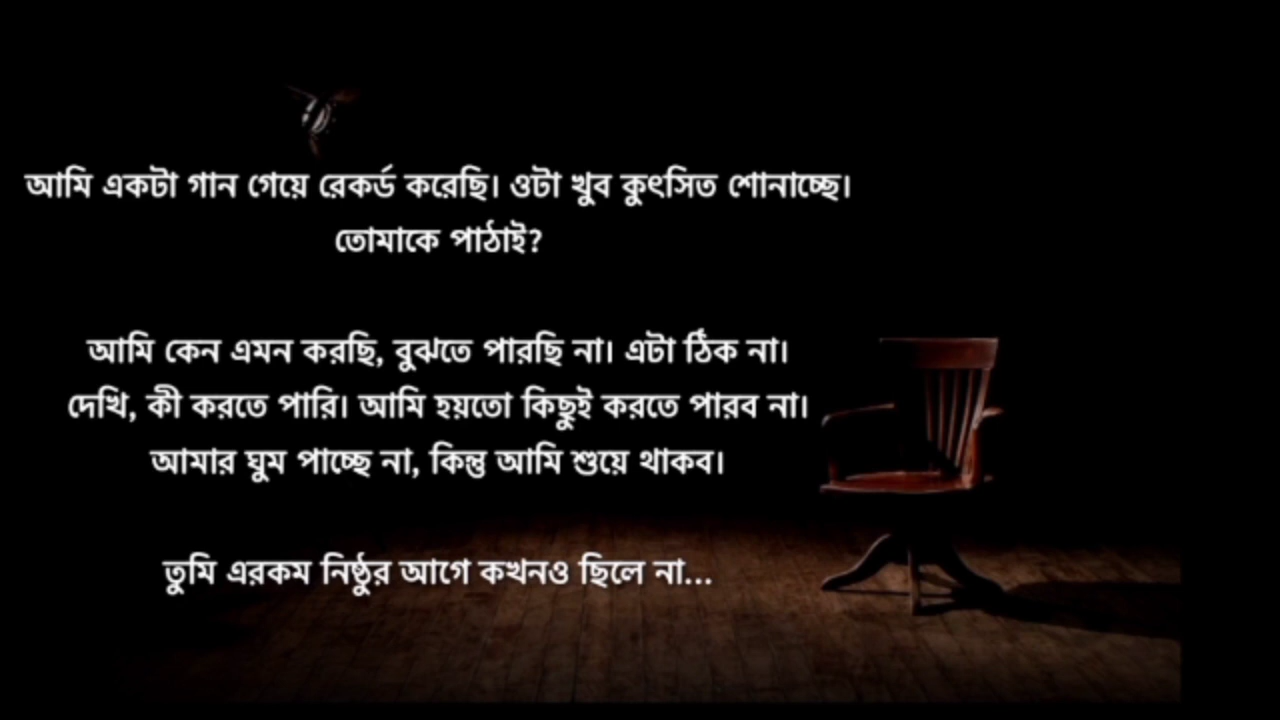 আমি একটা গান গেয়ে রেকর্ড করেছি। ওটা খুব কুৎসিত শোনাচ্ছে।
তোমাকে পাঠাই?
আমি কেন এমন করছি, বুঝতে পারছি না। এটা ঠিক না।
দেখি, কী করতে পারি। আমি হয়তো কিছুই করতে পারব না।
আমার ঘুম পাচ্ছে না, কিন্তু আমি শুয়ে থাকব।
তুমি এরকম নিষ্ঠুর আগে কখনও ছিলে না...